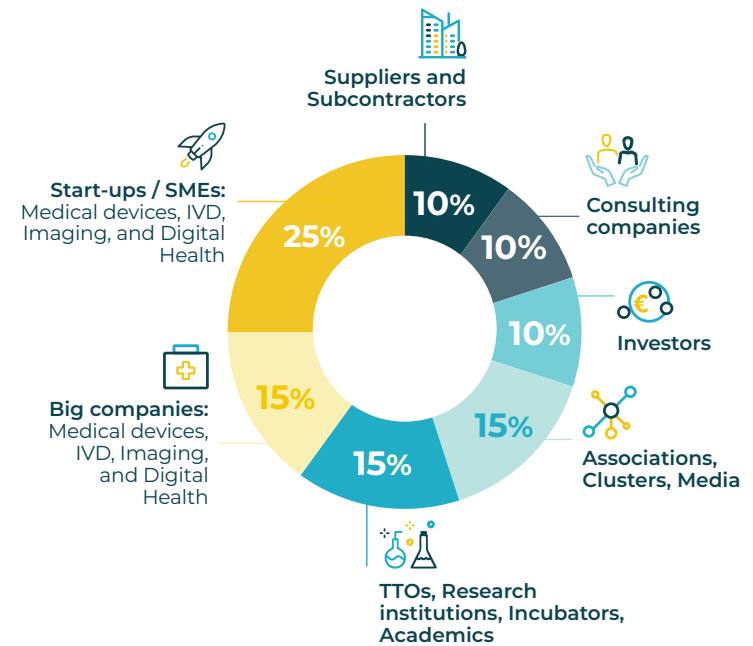 Suppliers and
Subcontractors
10%
Consulting
companies
10%
€
Investors
10%
Associations,
Clusters, Media
15%
TTOs, Research
institutions, Incubators,
Academics
15%
Big companies:
Medical devices,
IVD, Imaging,
and Digital
Health
15%
Start-ups / SMEs:
Medical devices, IVD,
Imaging, and Digital
Health
25%